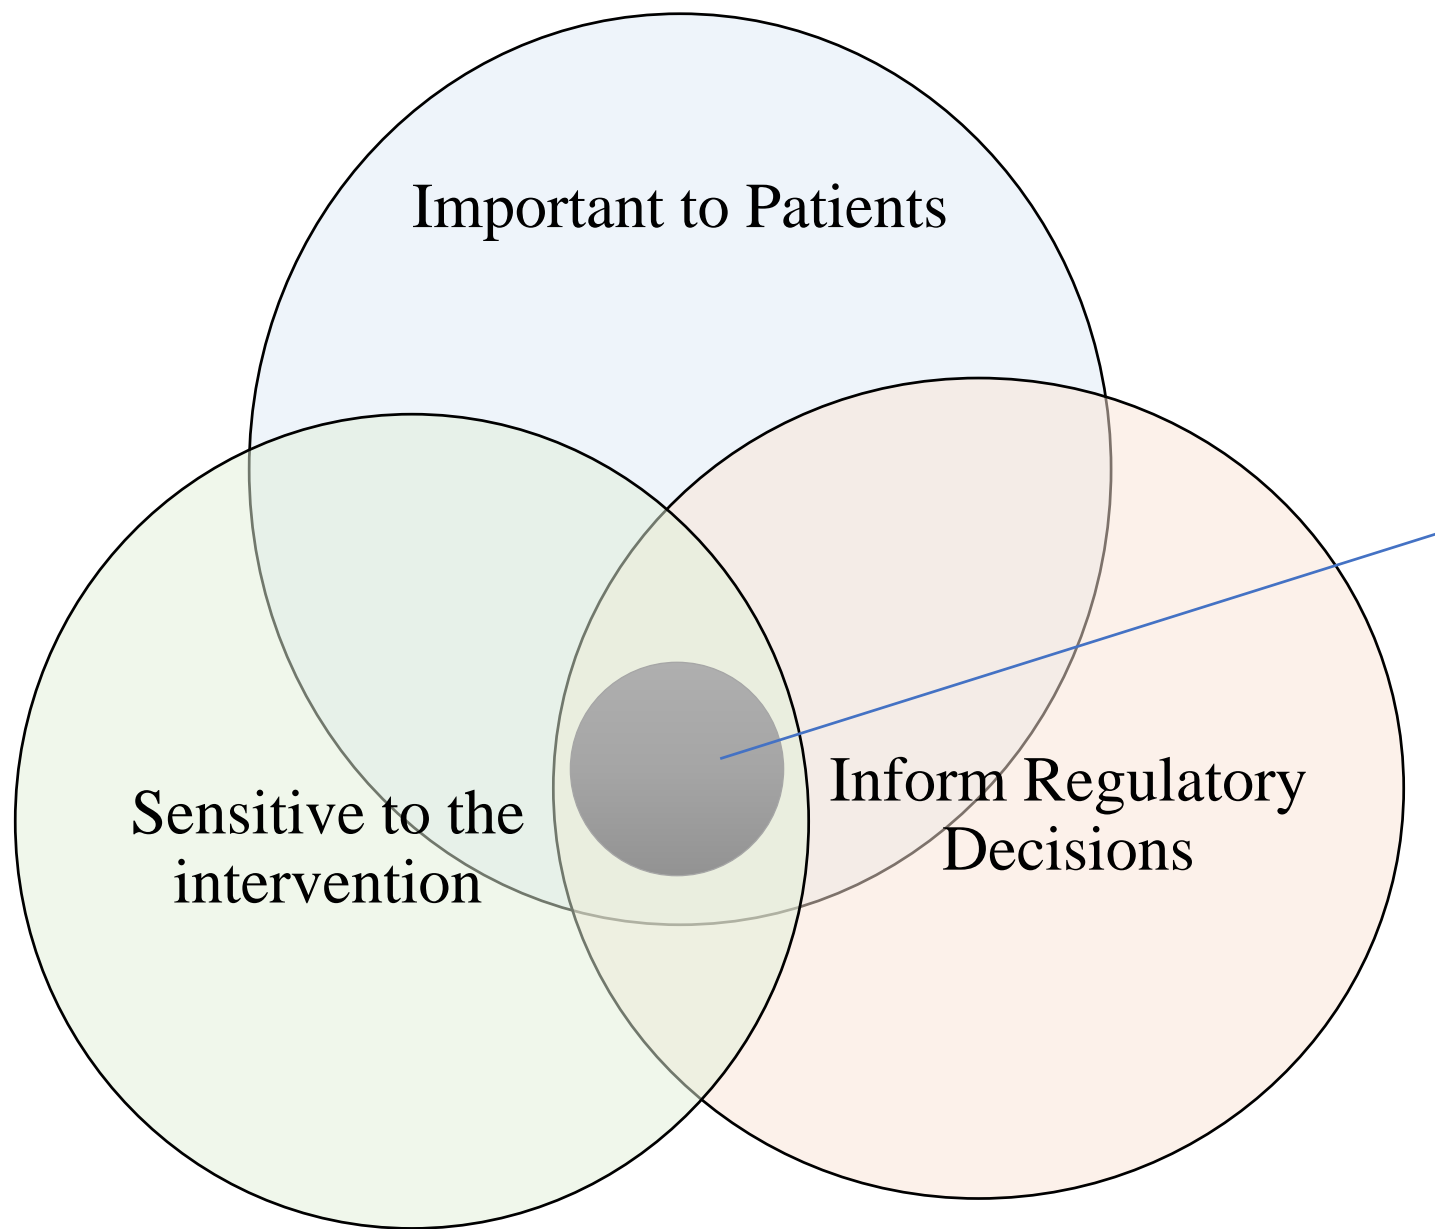 Important to Patients
Sensitive to the
intervention
Inform Regulatory
Decisions